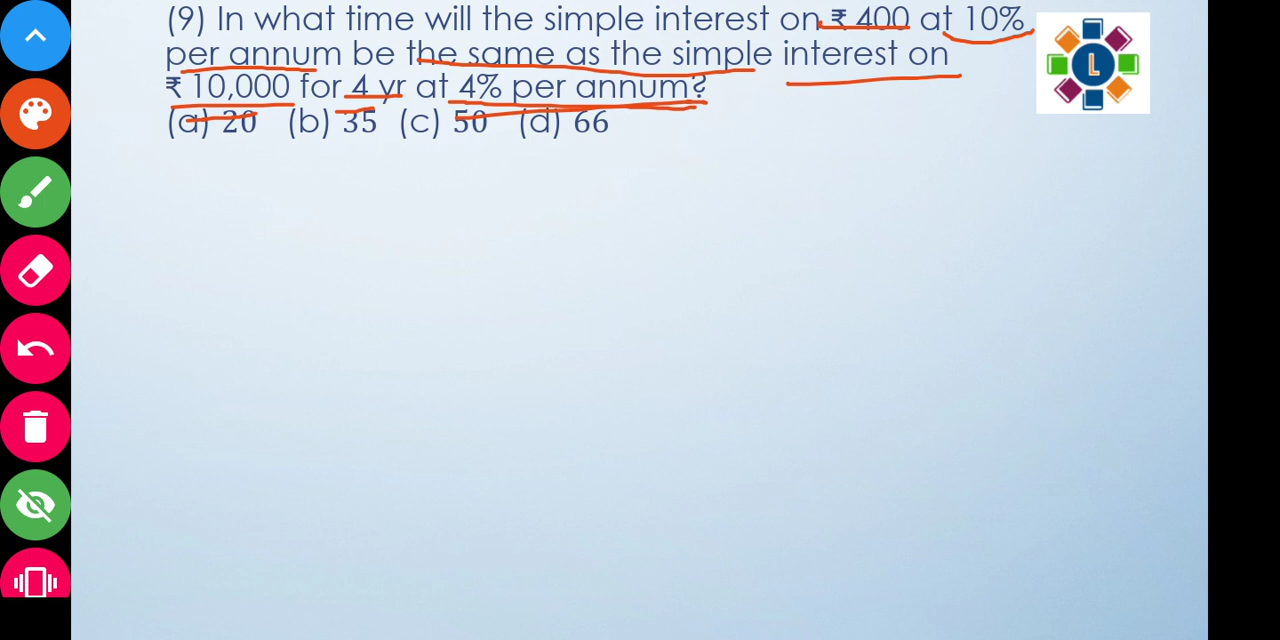 (9) In what time will the simple interest on ₹ 400 at 10%
per annum be the same as the simple interest on
₹ 10,000 for 4 yr at 4% per annum?
(a) 20 (b) 35 (c) 50 (d) 66
L